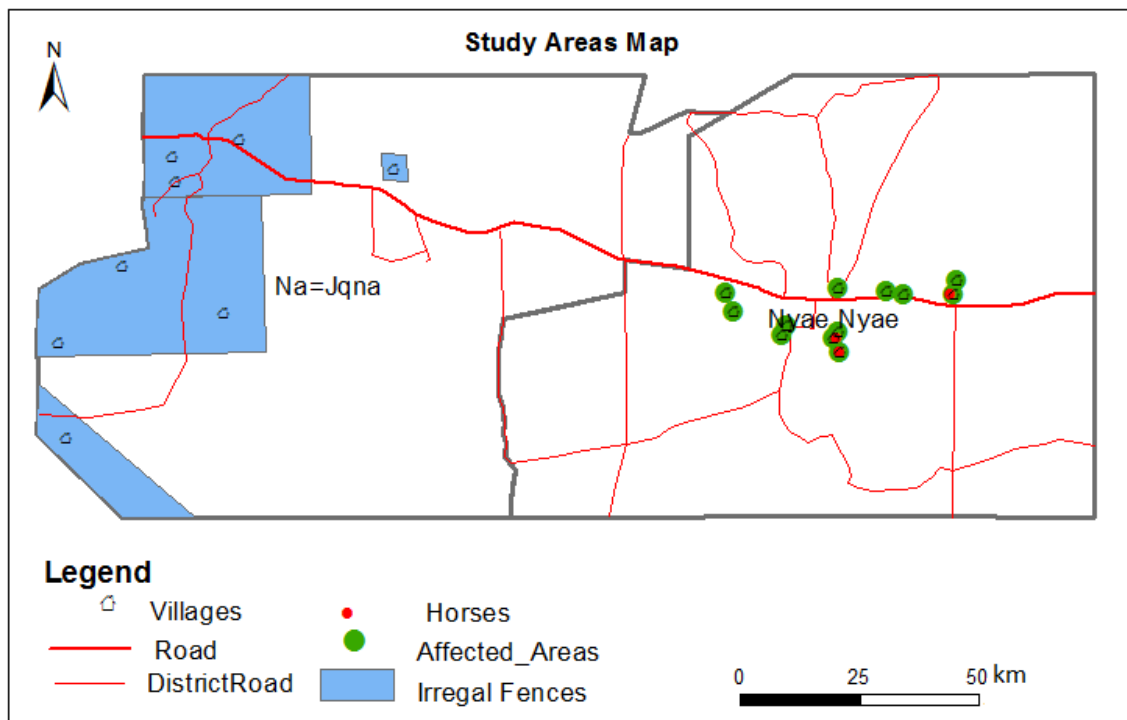 Study Areas Map
N
Na=Jqna
Nyae Nyae
Legend
Villages
Horses
Road
Affected_Areas
DistrictRoad
Irregal Fences
0 25 50 km